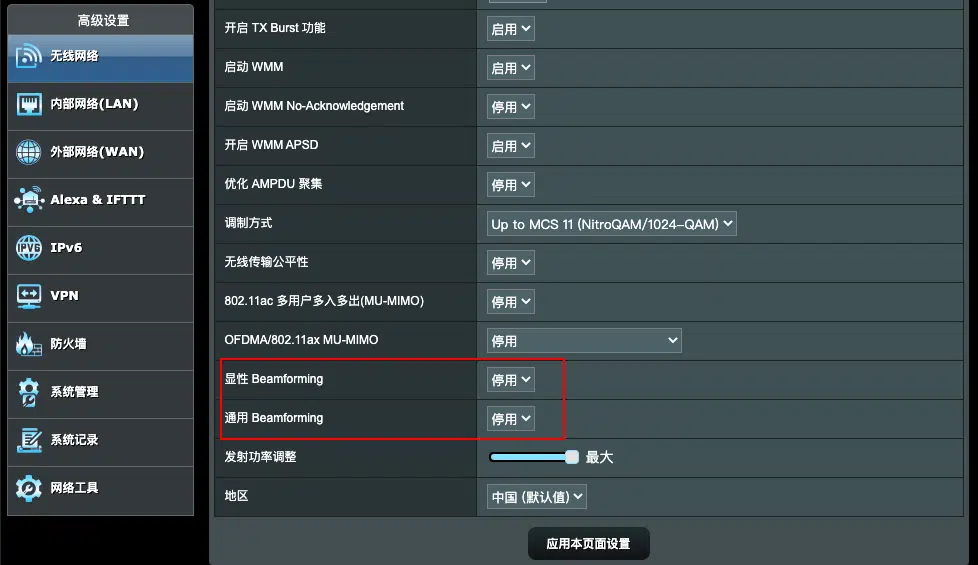 高级设置
无线网络
内部网络(LAN)
外部网络(WAN)
Alexa & IFTTT
IPv6
IPV6
VPN
防火墙
系统管理
系统记录
网络工具
开启 TX Burst 功能 启用
启动 WMM 启用
启动 WMM No-Acknowledgement 停用
开启 WMM APSD 启用
优化 AMPDU 聚集 停用
调制方式 Up to MCS 11 (NitroQAM/1024-QAM)
无线传输公平性 停用
802.11ac 多用户多入多出(MU-MIMO) 停用
OFDMA/802.11ax MU-MIMO 停用
显性 Beamforming 停用
通用 Beamforming 停用
发射功率调整 最大
地区 中国 (默认值)
应用本页面设置